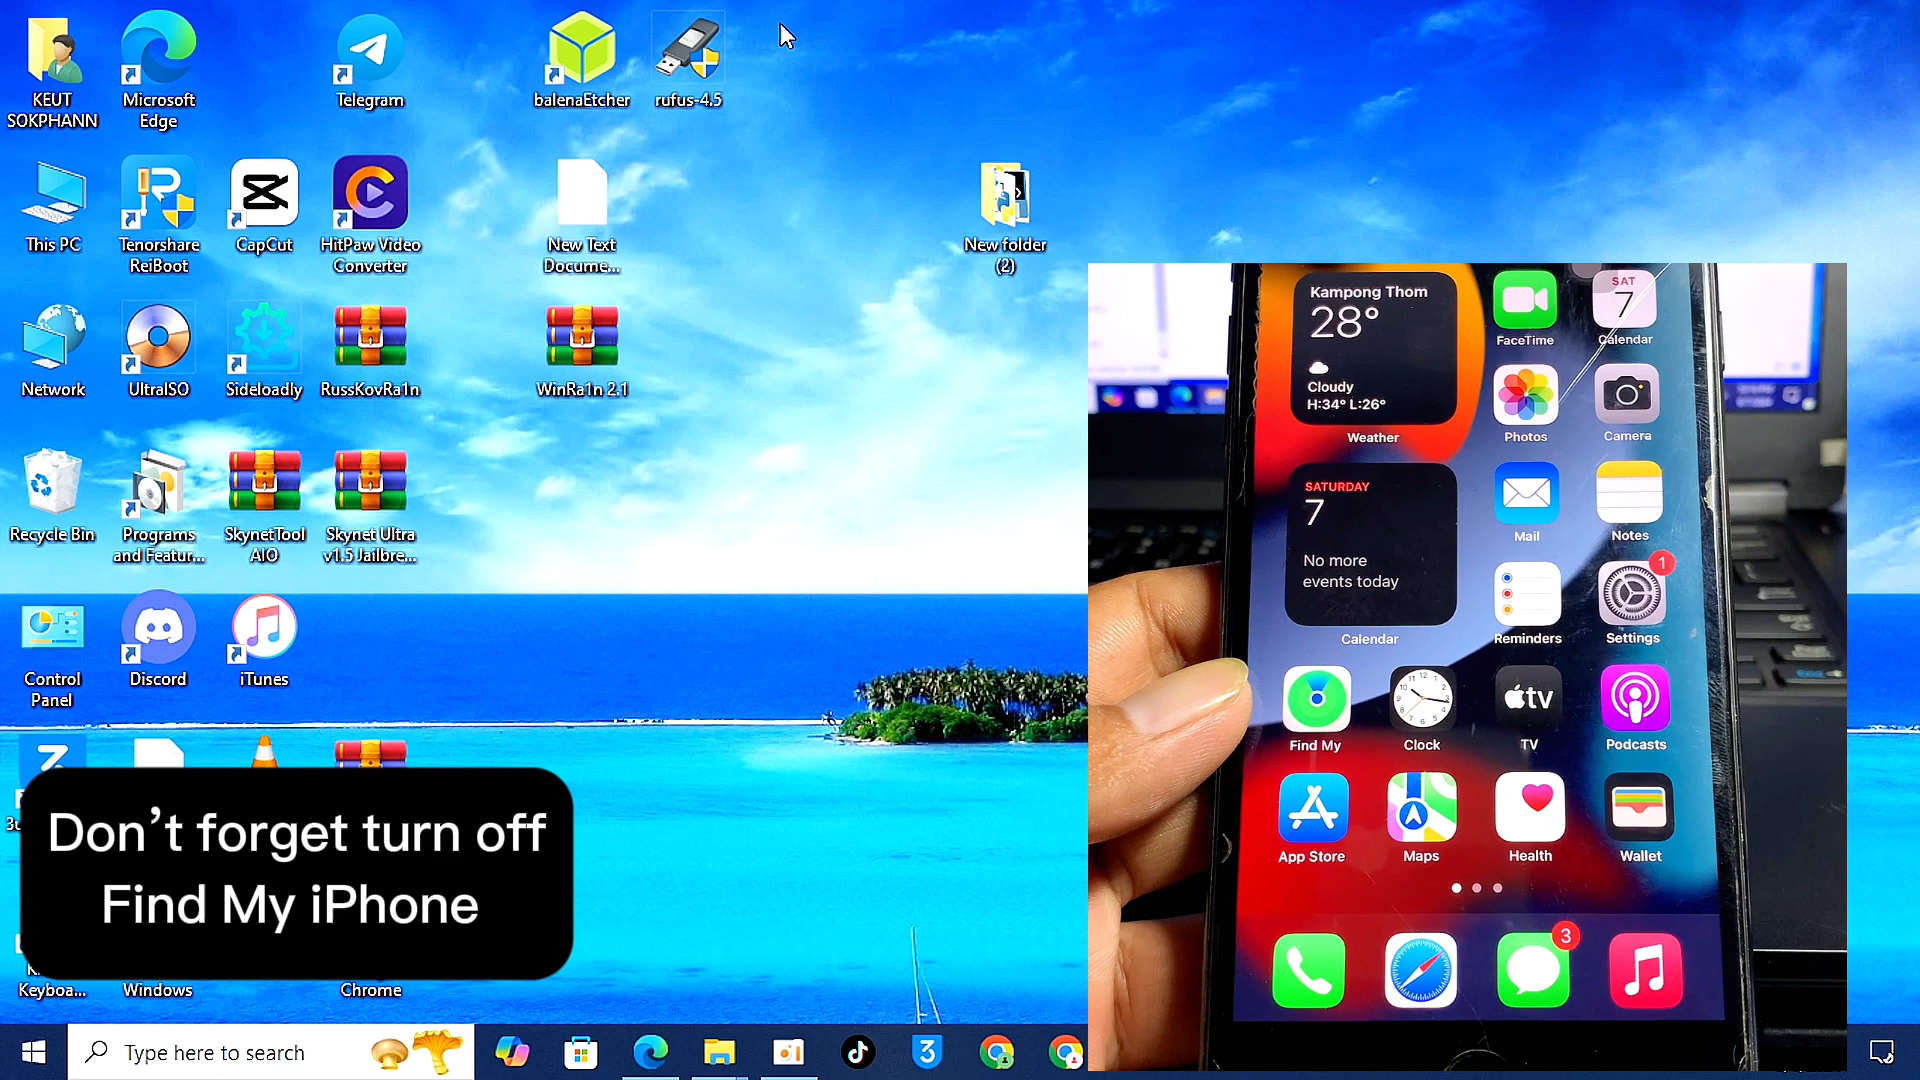 KEUT
SOKPHANN
Microsoft
Edge
Telegram
balenaEtcher
rufus-4.5
This PC
Tenorshare
ReiBoot
CapCut
HitPaw Video
Converter
New Text
Docume...
New folder
(2)
Network
UltraISO
Sideloadly
RussKovRa1n
WinRa1n 2.1
Recycle Bin
Programs
and Featur...
SkynetTool
AIO
Skynet Ultra
v1.5 Jailbre...
Control
Panel
Discord
iTunes
Don't forget turn off
Find My iPhone
Keyboa...
Windows
Chrome
Type here to search
Kampong Thom
28°
Cloudy
H:34° L:26°
Weather
FaceTime
SAT
7
Calendar
Photos
Camera
SATURDAY
7
No more
events today
Calendar
Mail
Notes
Reminders
1
Settings
Find My
Clock
tv
TV
Podcasts
App Store
Maps
Health
Wallet
3